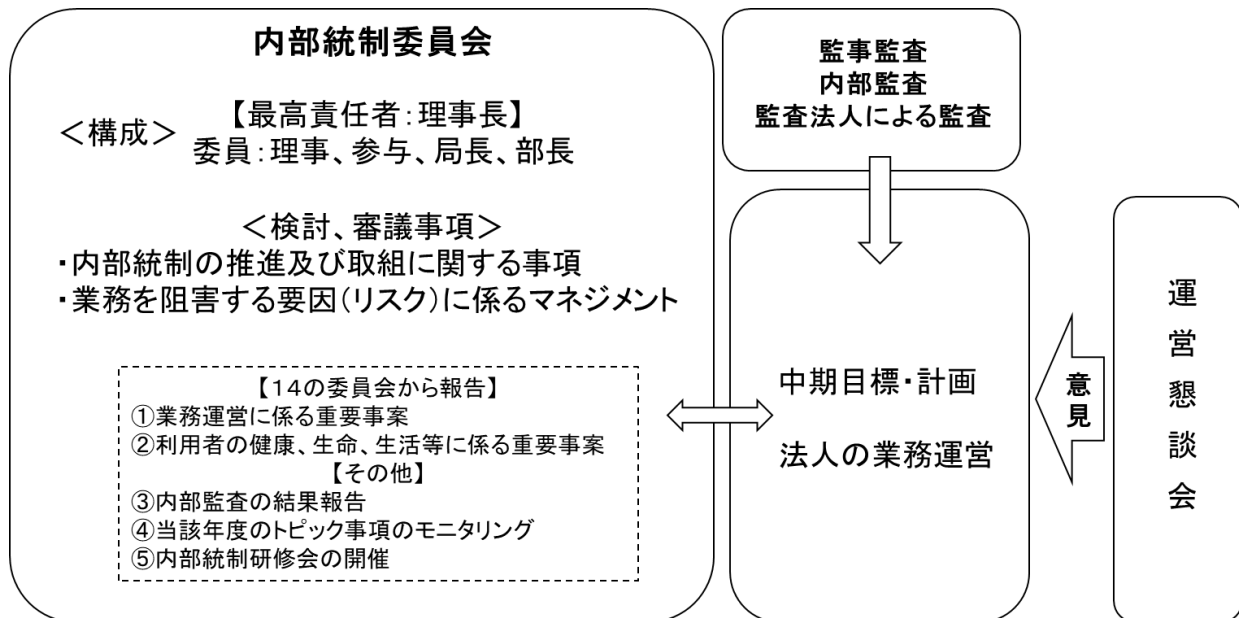 内部統制委員会
＜構成＞
【最高責任者：理事長】
委員：理事、参与、局長、部長
＜検討、審議事項＞
・内部統制の推進及び取組に関する事項
・業務を阻害する要因（リスク）に係るマネジメント
【１４の委員会から報告】
①業務運営に係る重要事案
②利用者の健康、生命、生活等に係る重要事案
【その他】
③内部監査の結果報告
④当該年度のトピック事項のモニタリング
⑤内部統制研修会の開催
監事監査
内部監査
監査法人による監査
中期目標・計画
法人の業務運営
意見
運営懇談会